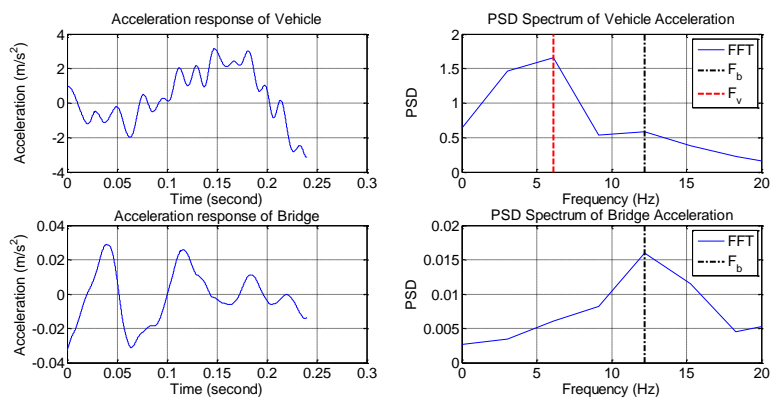 Acceleration response of Vehicle
Acceleration (m/s²)
4
2
0
-2
-4
0 0.05 0.1 0.15 0.2 0.25 0.3
Time (second)
PSD Spectrum of Vehicle Acceleration
PSD
2
1.5
1
0.5
0
0 5 10 15 20
Frequency (Hz)
FFT
F_b
F_v
Acceleration response of Bridge
Acceleration (m/s²)
0.04
0.02
0
-0.02
-0.04
0 0.05 0.1 0.15 0.2 0.25 0.3
Time (second)
PSD Spectrum of Bridge Acceleration
PSD
0.02
0.015
0.01
0.005
0
0 5 10 15 20
Frequency (Hz)
FFT
F_b